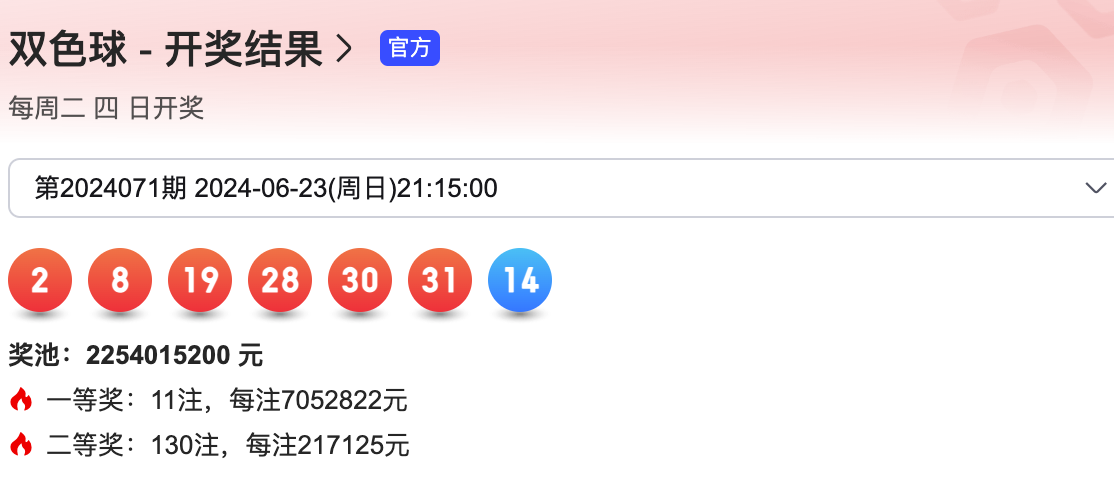 双色球 - 开奖结果 官方
每周二 四 日开奖
第2024071期 2024-06-23(周日)21:15:00
2 8 19 28 30 31 14
奖池：2254015200 元
一等奖：11注，每注7052822元
二等奖：130注，每注217125元